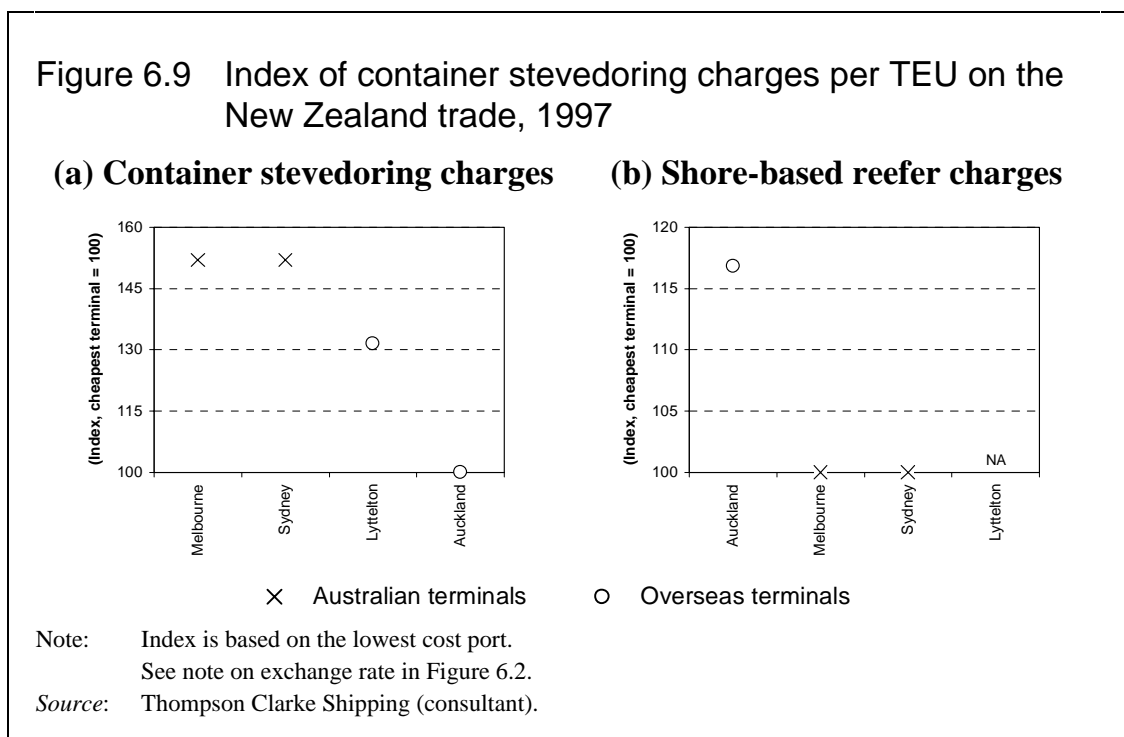 Figure 6.9 Index of container stevedoring charges per TEU on the
New Zealand trade, 1997
(a) Container stevedoring charges
(Index, cheapest terminal = 100)
160
145
130
115
100
Melbourne
Sydney
Lyttelton
Auckland
(b) Shore-based reefer charges
(Index, cheapest terminal = 100)
120
115
110
105
100
NA
Auckland
Melbourne
Sydney
Lyttelton
Australian terminals
Overseas terminals
Note: Index is based on the lowest cost port.
See note on exchange rate in Figure 6.2.
Source: Thompson Clarke Shipping (consultant).